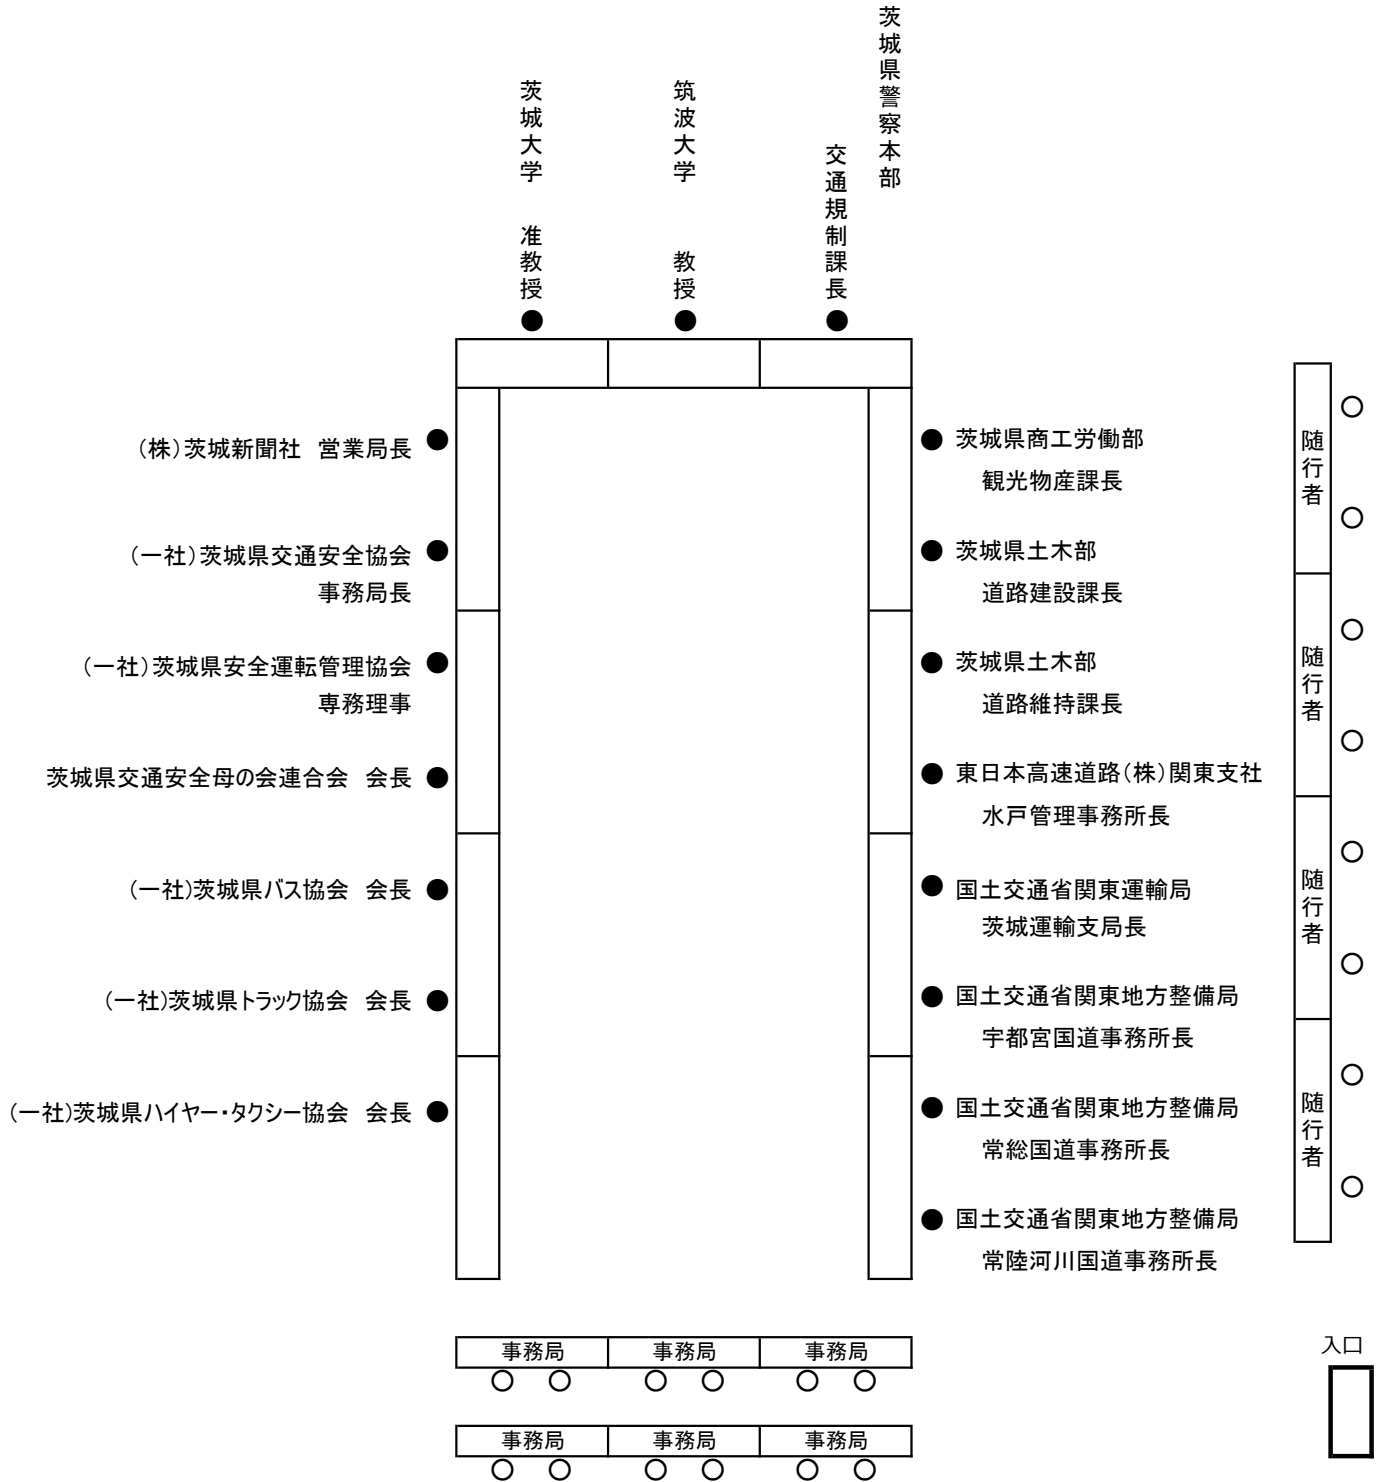 茨城県警察本部
交通規制課長
筑波大学　教授
茨城大学　准教授
(株)茨城新聞社　営業局長
(一社)茨城県交通安全協会
事務局長
(一社)茨城県安全運転管理協会
専務理事
茨城県交通安全母の会連合会　会長
(一社)茨城県バス協会　会長
(一社)茨城県トラック協会　会長
(一社)茨城県ハイヤー・タクシー協会　会長
茨城県商工労働部
観光物産課長
茨城県土木部
道路建設課長
茨城県土木部
道路維持課長
東日本高速道路(株)関東支社
水戸管理事務所長
国土交通省関東運輸局
茨城運輸支局長
国土交通省関東地方整備局
宇都宮国道事務所長
国土交通省関東地方整備局
常総国道事務所長
国土交通省関東地方整備局
常陸河川国道事務所長
随行者
随行者
随行者
随行者
事務局　事務局　事務局
事務局　事務局　事務局
入口